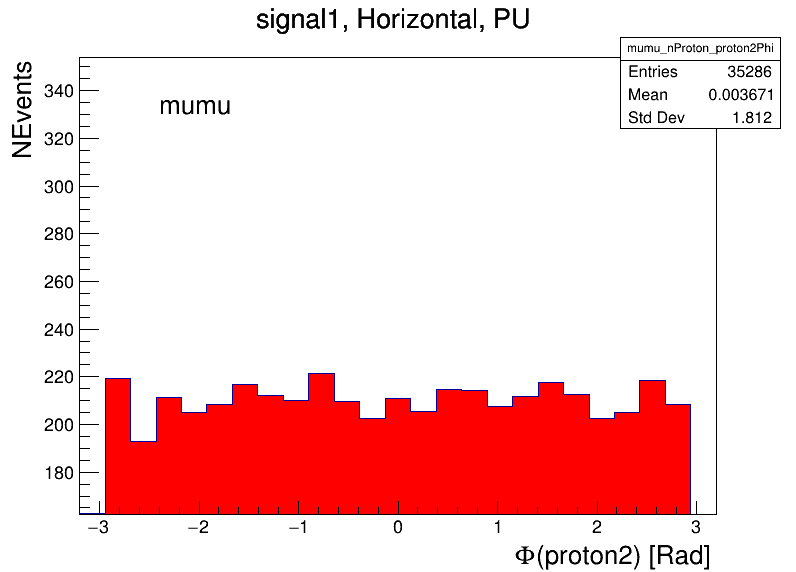 signal1, Horizontal, PU
mumu_nProton_proton2Phi
Entries 35286
Mean 0.003671
Std Dev 1.812
NEvents
mumu
340
320
300
280
260
240
220
200
180
−3 −2 −1 0 1 2 3
Φ(proton2) [Rad]